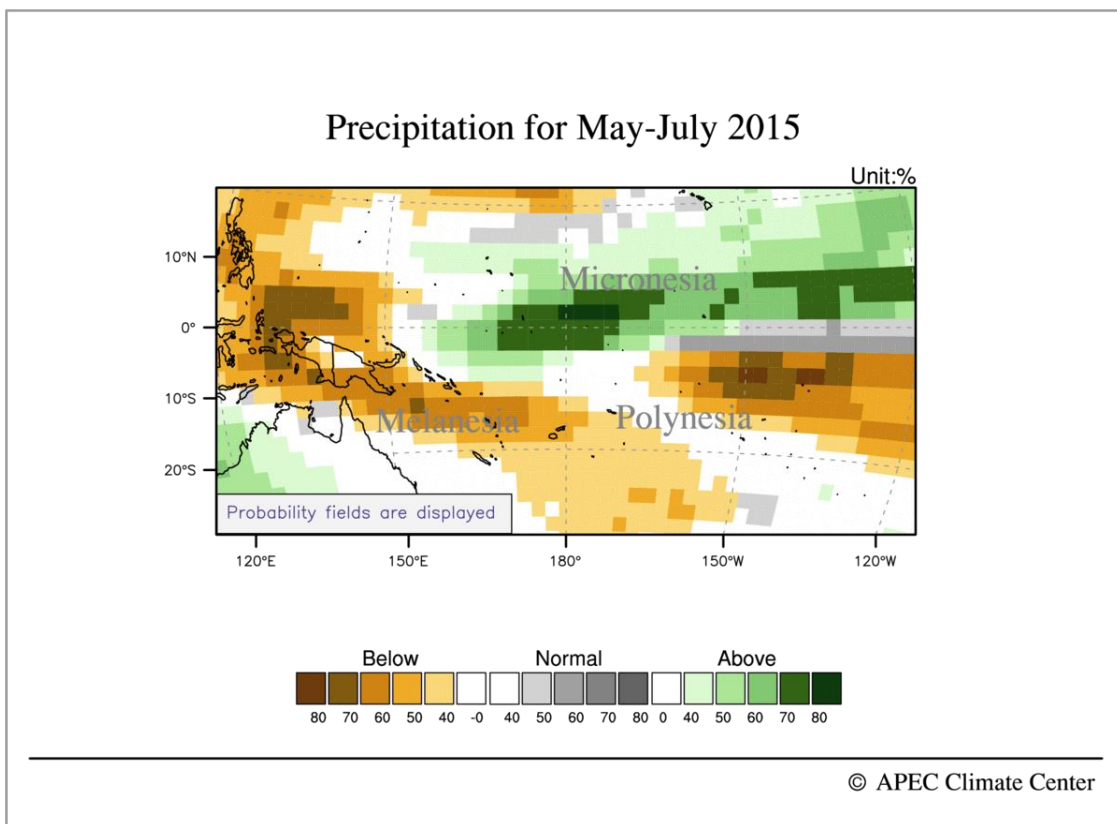 Precipitation for May-July 2015
Unit:%
10°N
0°
10°S
20°S
Micronesia
Melanesia
Polynesia
Probability fields are displayed
120°E 150°E 180° 150°W 120°W
Below Normal Above
80 70 60 50 40 -0 40 50 60 70 80 0 40 50 60 70 80
© APEC Climate Center